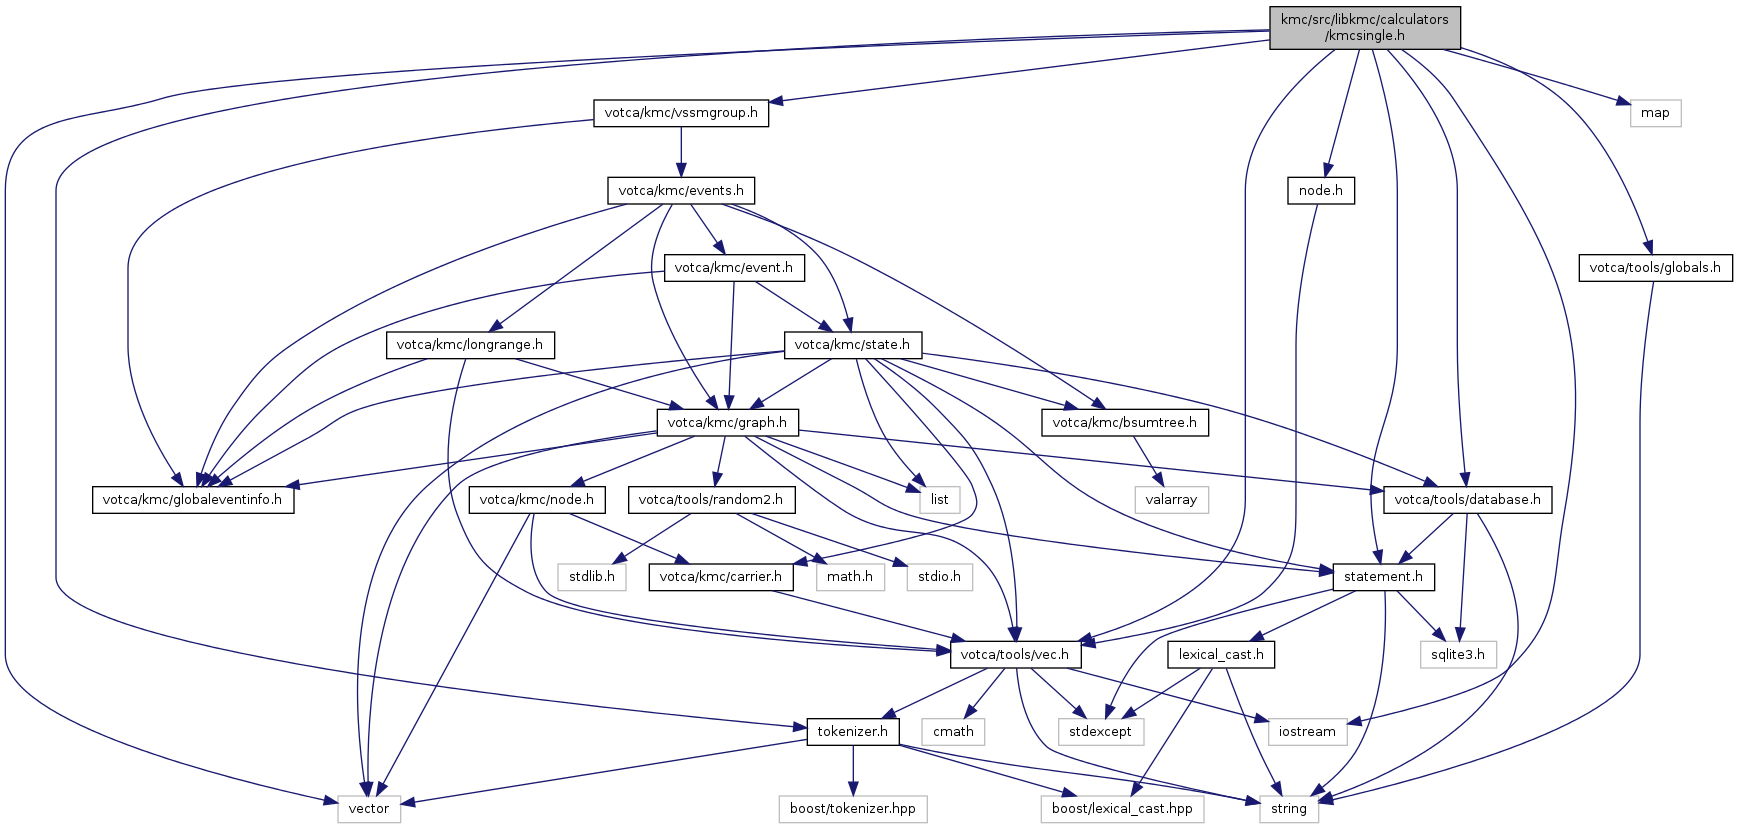 kmc/src/libkmc/calculators
/kmcsingle.h
votca/kmc/vssmgroup.h
map
votca/kmc/events.h
node.h
votca/kmc/event.h
votca/tools/globals.h
votca/kmc/longrange.h
votca/kmc/state.h
votca/kmc/graph.h
votca/kmc/bsumtree.h
votca/kmc/globaleventinfo.h
votca/kmc/node.h
votca/tools/random2.h
list
valarray
votca/tools/database.h
stdlib.h
votca/kmc/carrier.h
math.h
stdio.h
statement.h
votca/tools/vec.h
lexical_cast.h
sqlite3.h
tokenizer.h
cmath
stdexcept
iostream
vector
boost/tokenizer.hpp
boost/lexical_cast.hpp
string